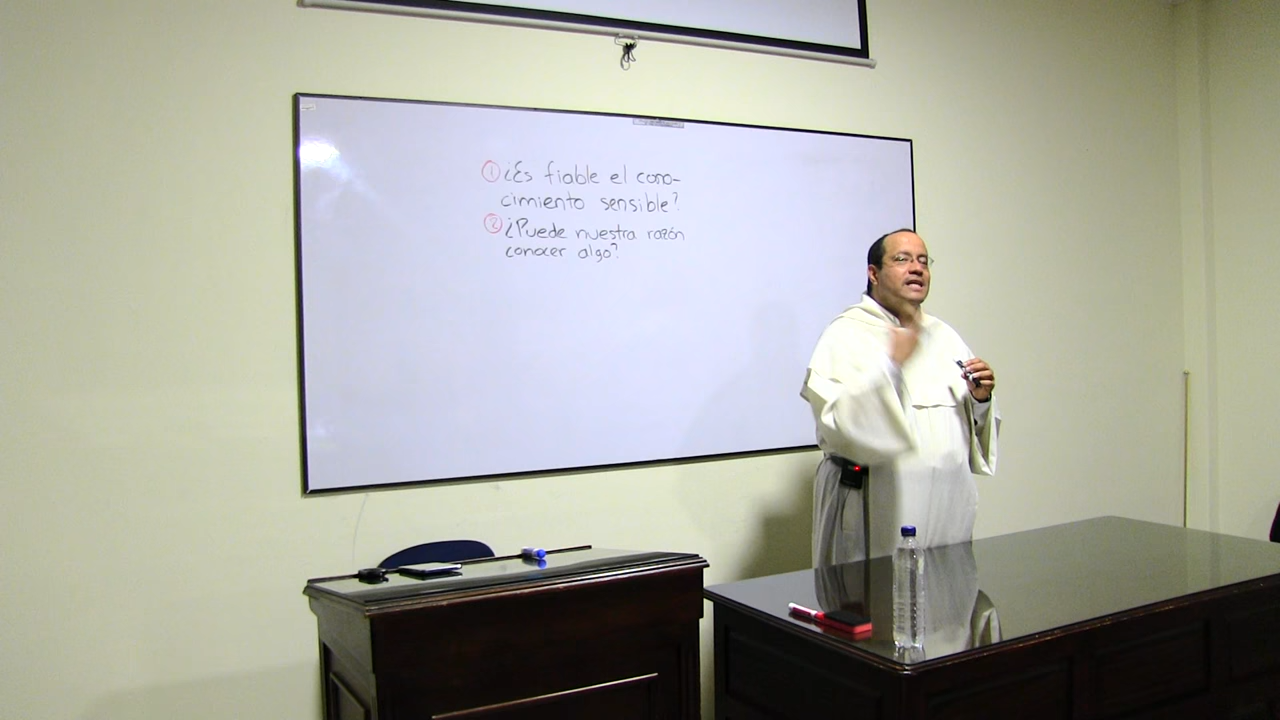 ① ¿Es fiable el cono-
cimiento sensible?
② ¿Puede nuestra razón
conocer algo?